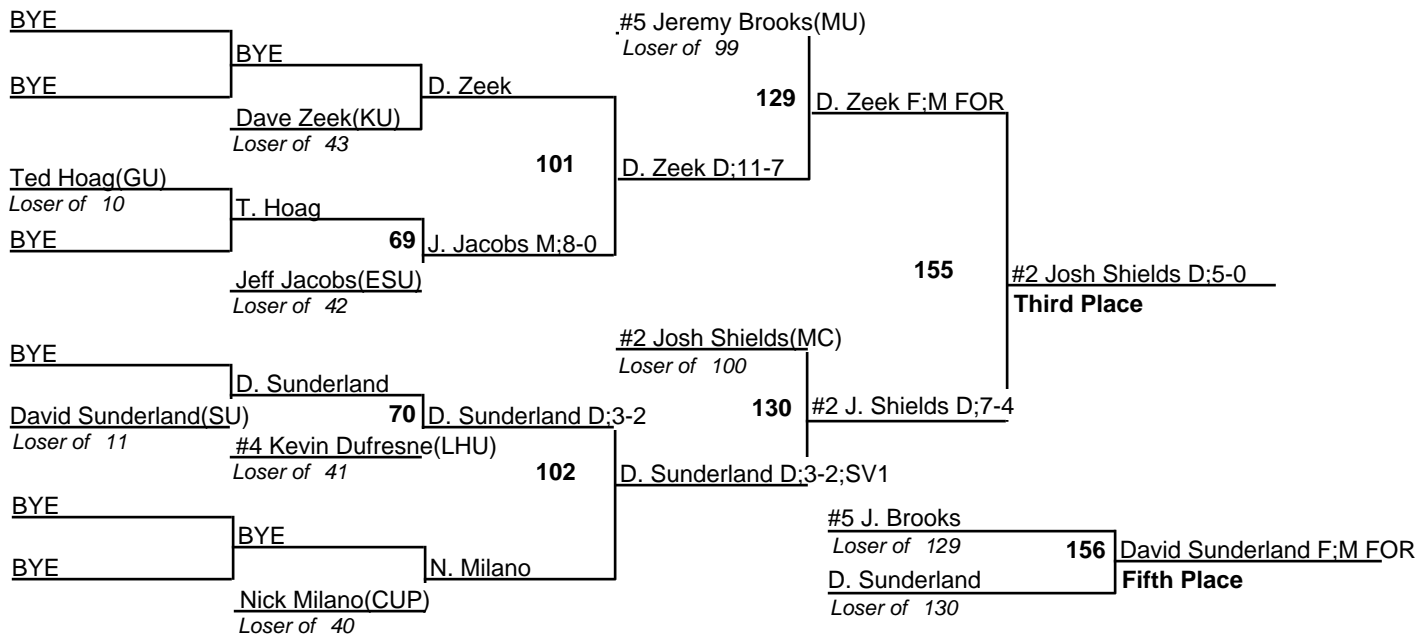 BYE
#5 Jeremy Brooks(MU)
Loser of 99
BYE
D. Zeek
BYE
129
D. Zeek F;M FOR
Dave Zeek(KU)
Loser of 43
101
D. Zeek D;11-7
Ted Hoag(GU)
Loser of 10
T. Hoag
69
J. Jacobs M;8-0
BYE
155
#2 Josh Shields D;5-0
Third Place
Jeff Jacobs(ESU)
Loser of 42
#2 Josh Shields(MC)
Loser of 100
BYE
D. Sunderland
130
#2 J. Shields D;7-4
David Sunderland(SU)
Loser of 11
70
D. Sunderland D;3-2
#4 Kevin Dufresne(LHU)
Loser of 41
102
D. Sunderland D;3-2;SV1
BYE
#5 J. Brooks
Loser of 129
BYE
156
David Sunderland F;M FOR
Fifth Place
BYE
N. Milano
D. Sunderland
Loser of 130
Nick Milano(CUP)
Loser of 40